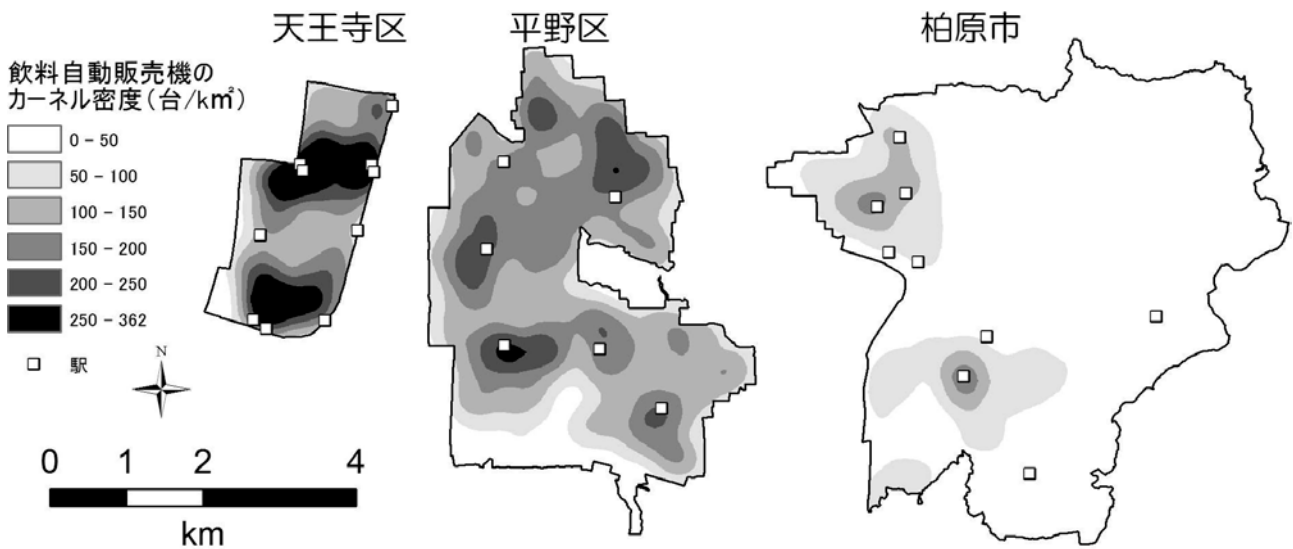 天王寺区
平野区
柏原市
飲料自動販売機の
カーネル密度(台/km²)
0 - 50
50 - 100
100 - 150
150 - 200
200 - 250
250 - 362
駅
N
0 1 2 4
km